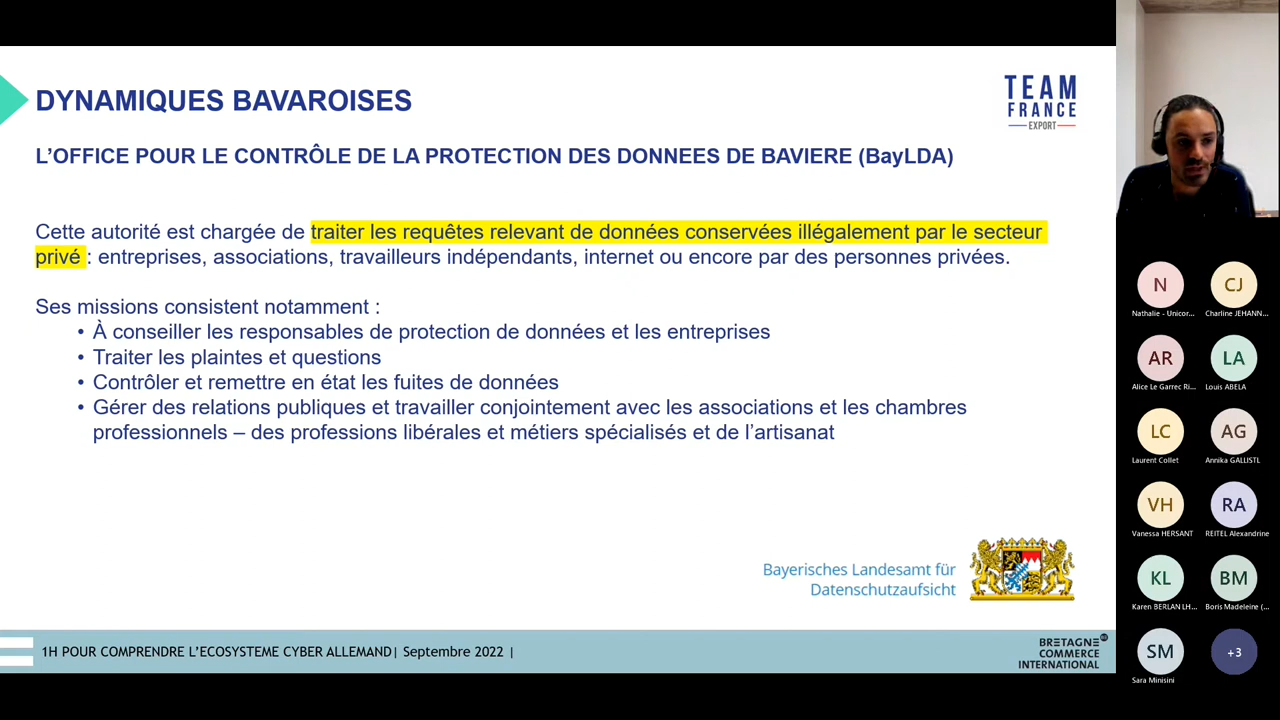 DYNAMIQUES BAVAROISES
TEAM
FRANCE
EXPORT
L’OFFICE POUR LE CONTRÔLE DE LA PROTECTION DES DONNEES DE BAVIERE (BayLDA)
Cette autorité est chargée de traiter les requêtes relevant de données conservées illégalement par le secteur
privé : entreprises, associations, travailleurs indépendants, internet ou encore par des personnes privées.
Ses missions consistent notamment :
• À conseiller les responsables de protection de données et les entreprises
• Traiter les plaintes et questions
• Contrôler et remettre en état les fuites de données
• Gérer des relations publiques et travailler conjointement avec les associations et les chambres
professionnels – des professions libérales et métiers spécialisés et de l’artisanat
Bayerisches Landesamt für
Datenschutzaufsicht
1H POUR COMPRENDRE L’ECOSYSTEME CYBER ALLEMAND| Septembre 2022 |
BRETAGNE
COMMERCE
INTERNATIONAL
N
CJ
Nathalie - Unicor...
Charline JEHANN...
AR
LA
Alice Le Garrec Ri...
Louis ABELA
LC
AG
Laurent Collet
Annika GALLISTL
VH
RA
Vanessa HERSANT
REITEL Alexandrine
KL
BM
Karen BERLAN LH...
Boris Madeleine (...
SM
+3
Sara Minisini